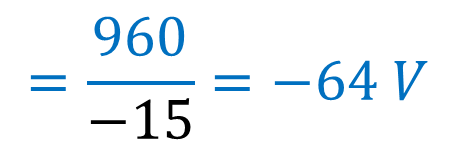 = 960/−15 = −64 V